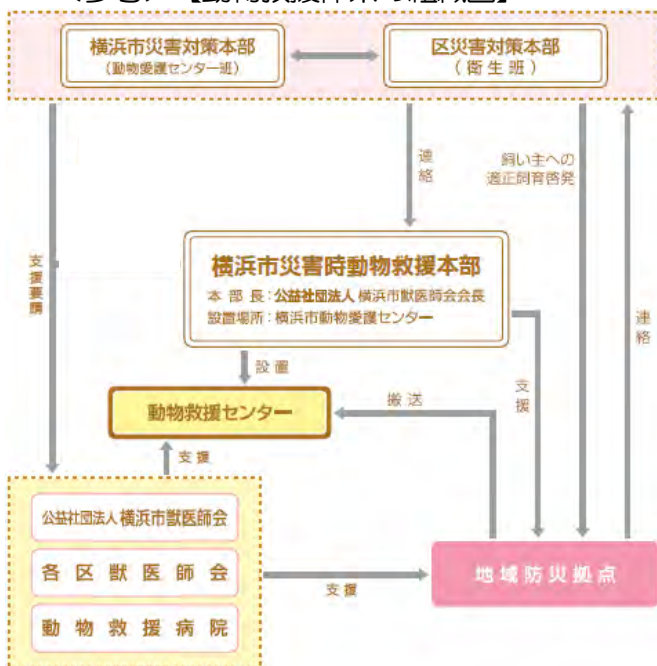 横浜市災害対策本部
(動物愛護センター班)
区災害対策本部
(衛生班)
連絡
飼い主への
適正飼育啓発
支援要請
横浜市災害時動物救援本部
本部長:公益社団法人 横浜市獣医師会会長
設置場所:横浜市動物愛護センター
連絡
設置
支援
搬送
動物救援センター
支援
公益社団法人 横浜市獣医師会
各区獣医師会
動物救援病院
支援
地域防災拠点